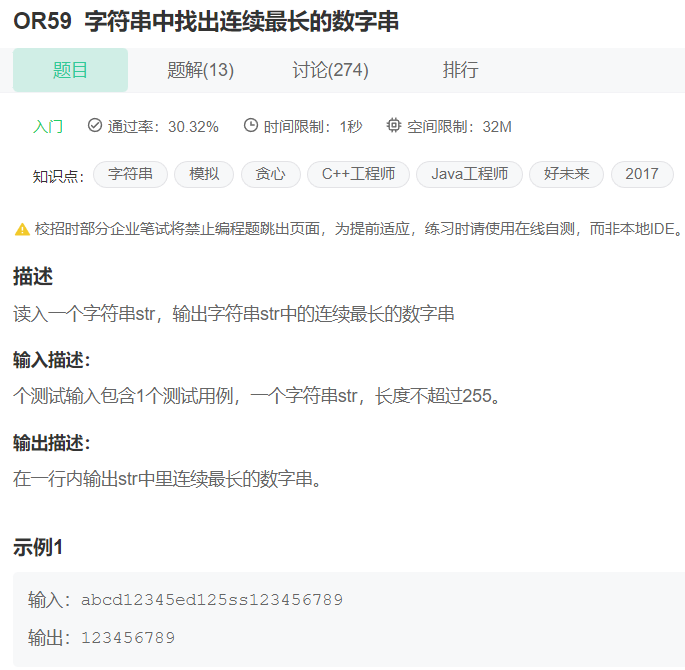 OR59 字符串中找出连续最长的数字串
题目 题解(13) 讨论(274) 排行
入门 通过率：30.32% 时间限制：1秒 空间限制：32M
知识点： 字符串 模拟 贪心 C++工程师 Java工程师 好未来 2017
校招时部分企业笔试将禁止编程题跳出页面，为提前适应，练习时请使用在线自测，而非本地IDE。
描述
读入一个字符串str，输出字符串str中的连续最长的数字串
输入描述：
个测试输入包含1个测试用例，一个字符串str，长度不超过255。
输出描述：
在一行内输出str中里连续最长的数字串。
示例1
输入：abcd12345ed125ss123456789
输出：123456789